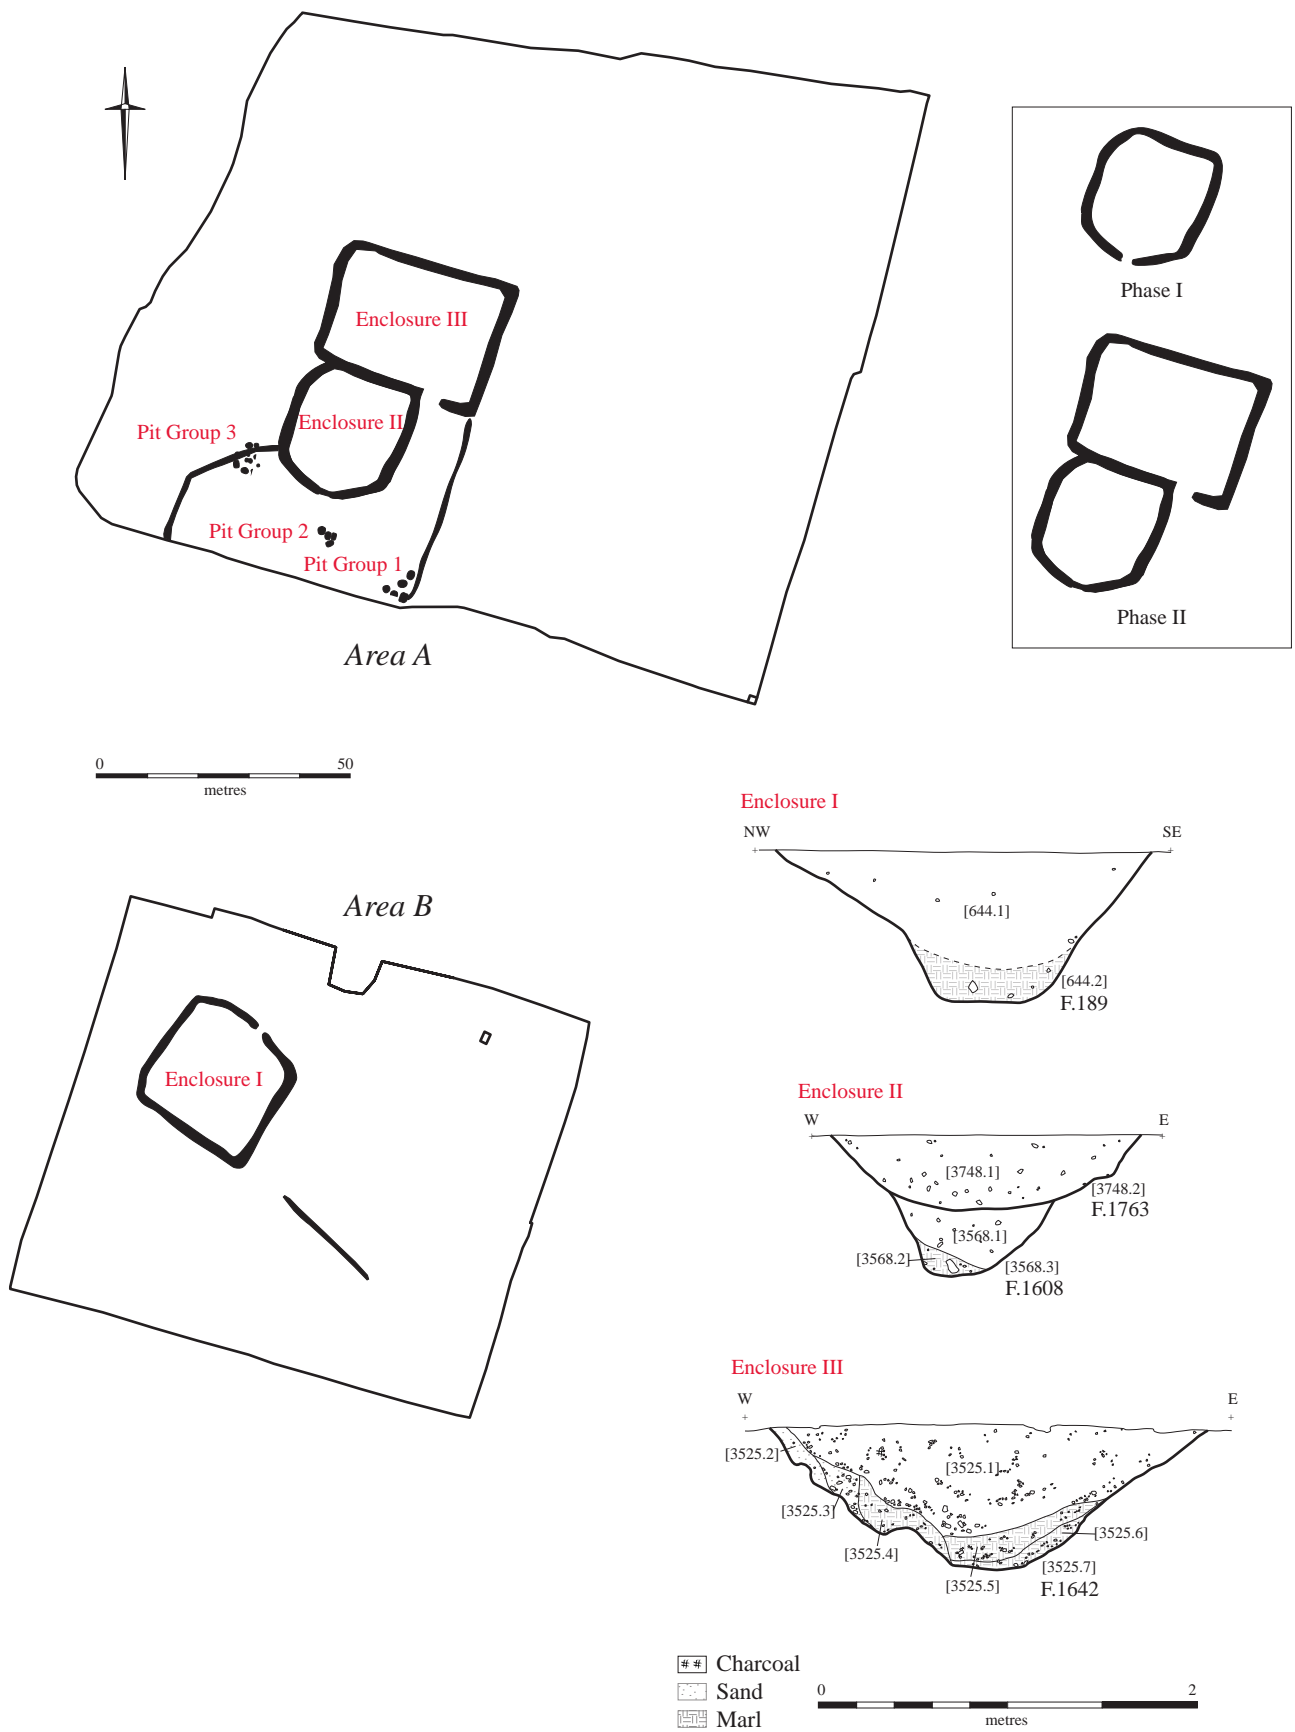 Enclosure III
Enclosure II
Pit Group 3
Pit Group 2
Pit Group 1
Area A
Phase I
Phase II
0 50
metres
Area B
Enclosure I
Enclosure I
NW SE
[644.1]
[644.2]
F.189
Enclosure II
W E
[3748.1]
[3748.2]
F.1763
[3568.1]
[3568.2]
[3568.3]
F.1608
Enclosure III
W E
[3525.2]
[3525.1]
[3525.3]
[3525.6]
[3525.4]
[3525.7]
[3525.5]
F.1642
Charcoal
Sand
Marl
0 2
metres